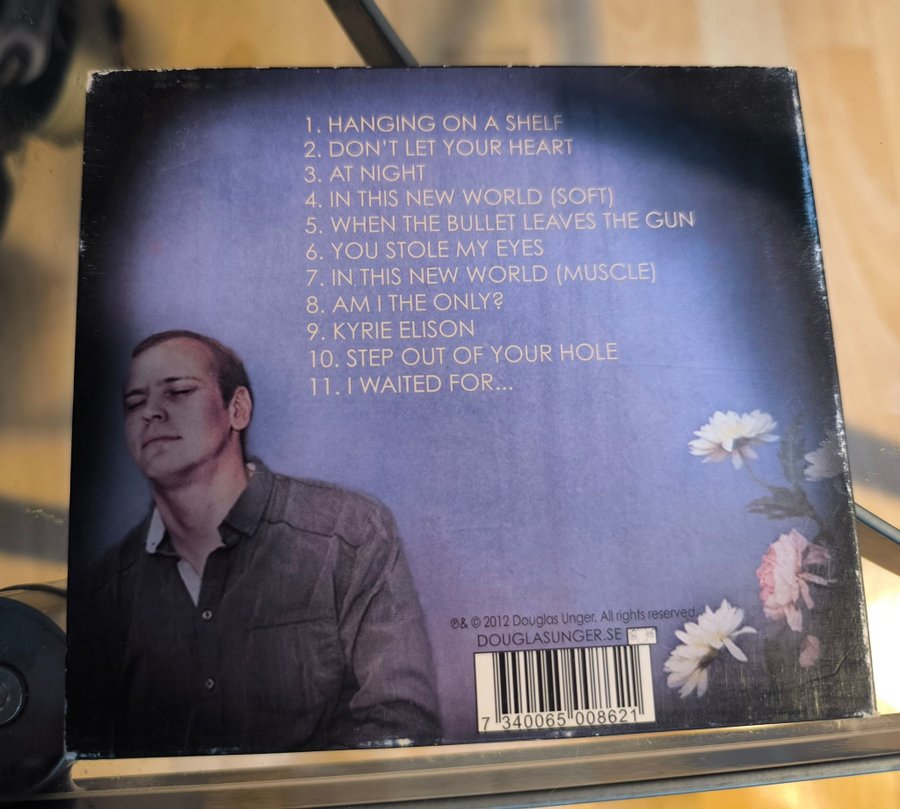 1. HANGING ON A SHELF
2. DON'T LET YOUR HEART
3. AT NIGHT
4. IN THIS NEW WORLD (SOFT)
5. WHEN THE BULLET LEAVES THE GUN
6. YOU STOLE MY EYES
7. IN THIS NEW WORLD (MUSCLE)
8. AM I THE ONLY?
9. KYRIE ELISON
10. STEP OUT OF YOUR HOLE
11. I WAITED FOR...
℗& © 2012 Douglas Unger. All rights reserved.
DOUGLASUNGER.SE
7 340065 008621